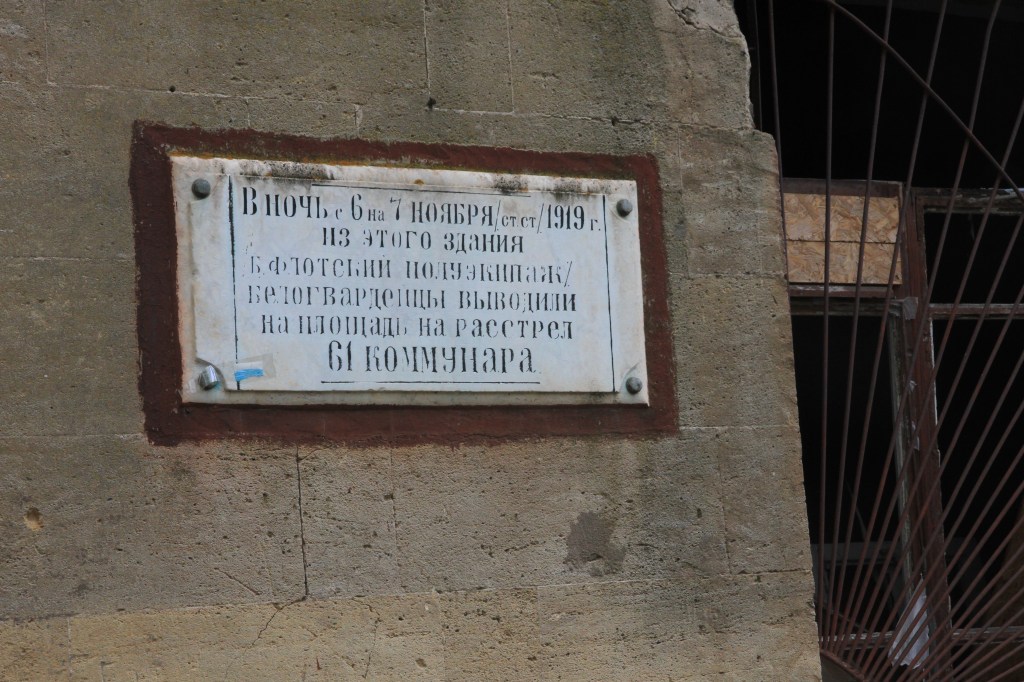 В НОЧЬ с 6 на 7 НОЯБРЯ/СТ.СТ/1919 г.
ИЗ ЭТОГО ЗДАНИЯ
/Б.ФЛОТСКИЙ ПОЛУЭКИПАЖ/
БЕЛОГВАРДЕЙЦЫ ВЫВОДИЛИ
НА ПЛОЩАДЬ НА РАССТРЕЛ
61 КОММУНАРА.